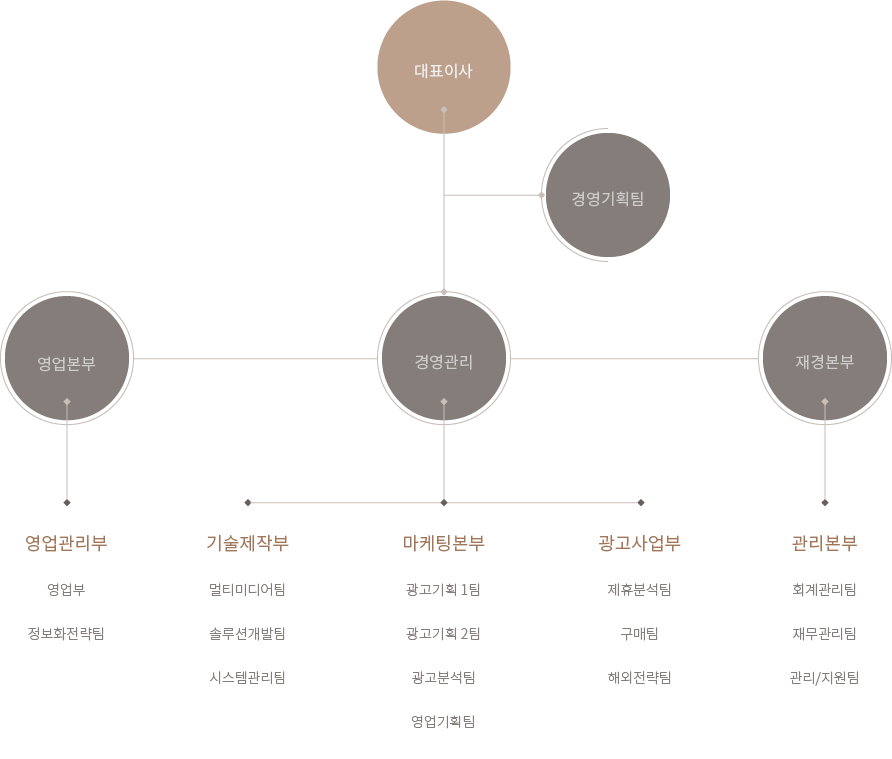 대표이사
경영기획팀
영업본부
경영관리
재경본부
영업관리부
기술제작부
마케팅본부
광고사업부
관리본부
영업부
멀티미디어팀
광고기획 1팀
제휴분석팀
회계관리팀
정보화전략팀
솔루션개발팀
광고기획 2팀
구매팀
재무관리팀
시스템관리팀
광고분석팀
해외전략팀
관리/지원팀
영업기획팀